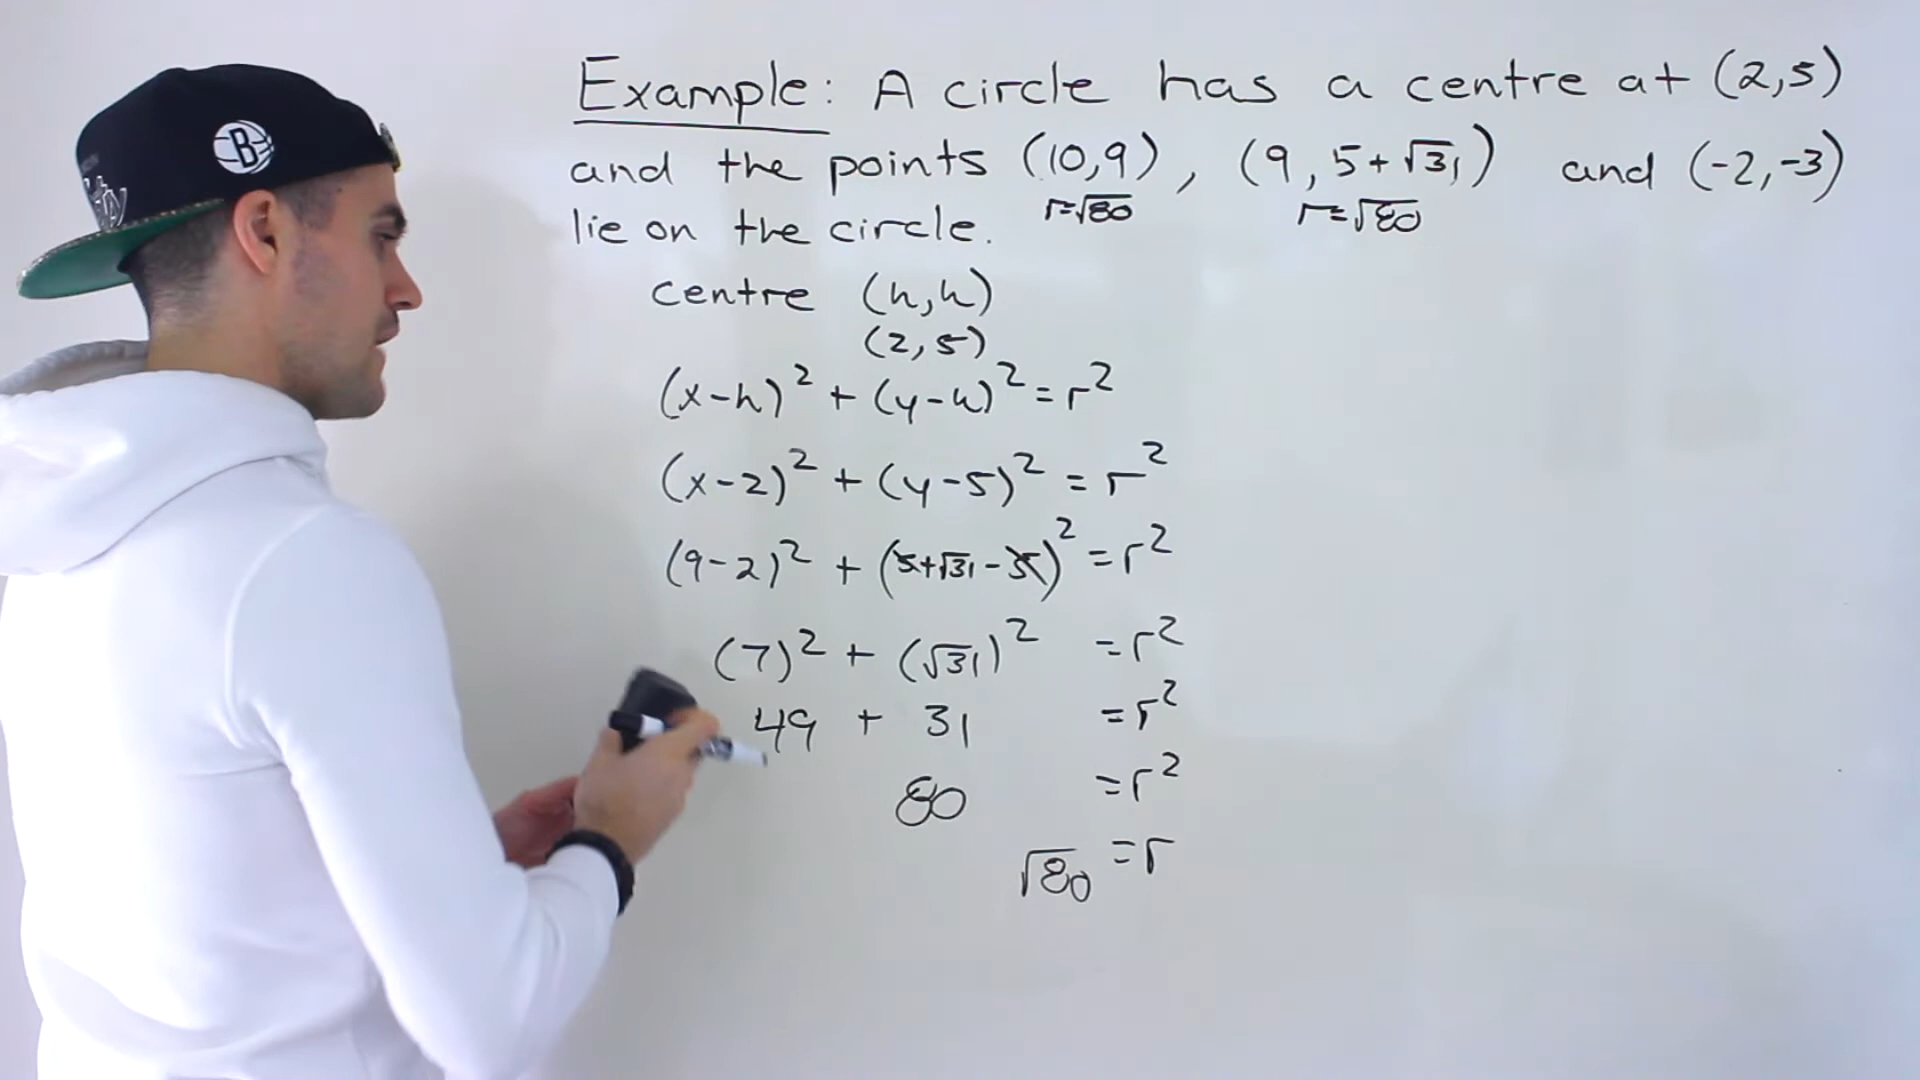 Example: A circle has a centre at (2,5)
and the points (10,9), (9, 5+√31) and (-2,-3)
r=√80 r=√80
lie on the circle.
centre (h,k)
(2,5)
(x-h)² + (y-k)² = r²
(x-2)² + (y-5)² = r²
(9-2)² + (5+√31-5)² = r²
(7)² + (√31)² = r²
49 + 31 = r²
80 = r²
√80 = r
B